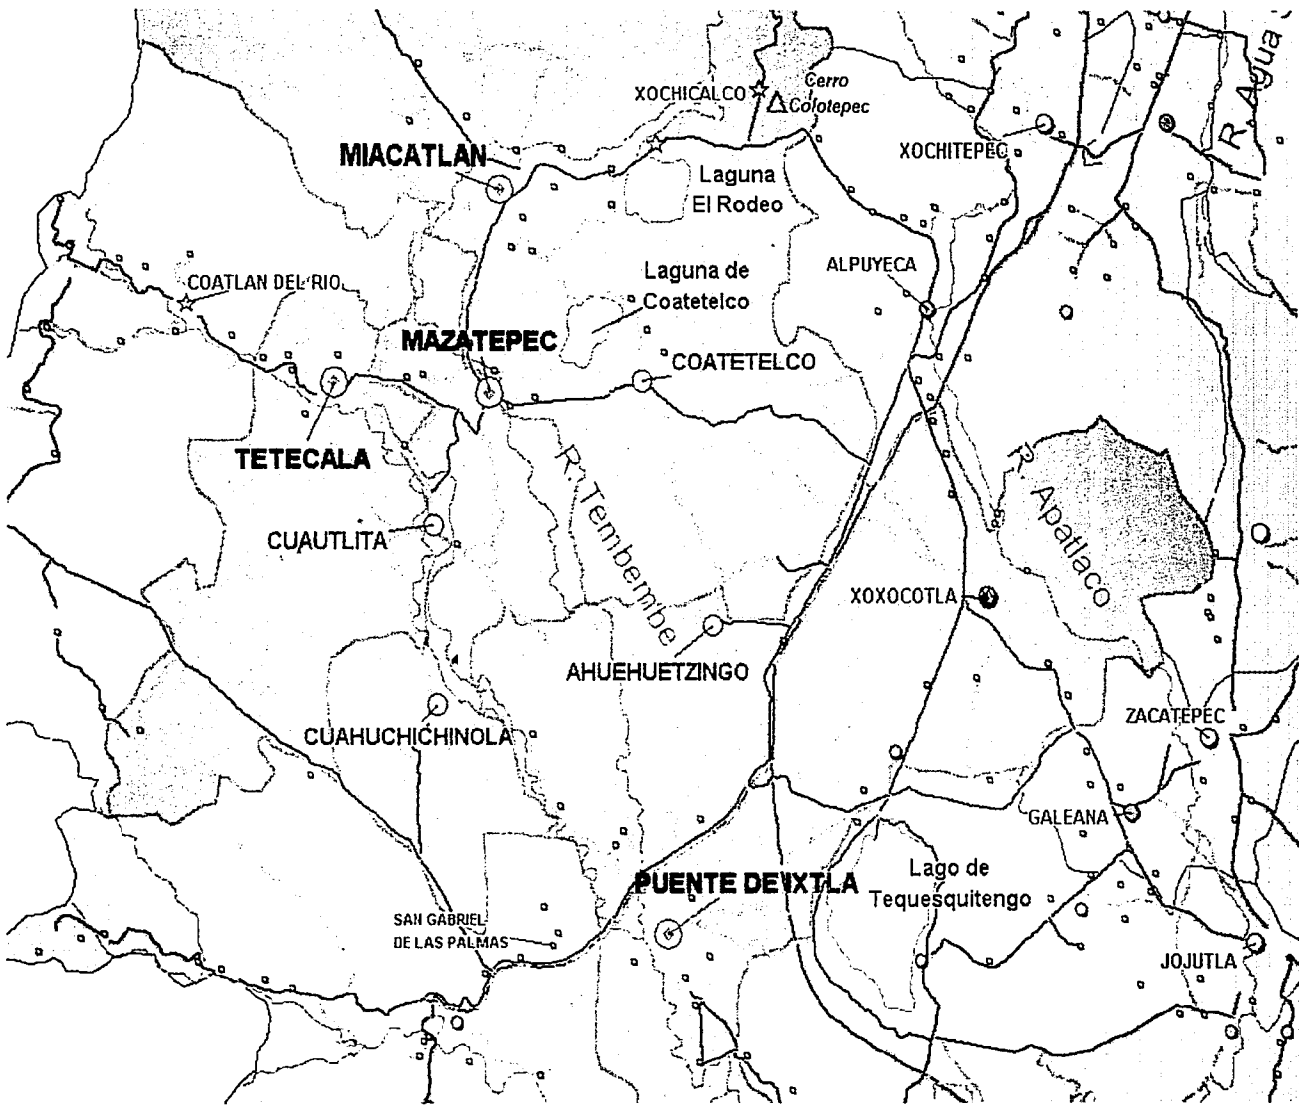 R. Agua
XOCHICALCO
Cerro
Colotepec
MIACATLAN
XOCHITEPEC
Laguna
El Rodeo
COATLAN DEL RIO
Laguna de
Coatetelco
ALPUYECA
MAZATEPEC
COATETELCO
TETECALA
R. Tembembe
R. Apatlaco
CUAUTLITA
XOXOCOTLA
AHUEHUETZINGO
CUAHUCHICHINOLA
ZACATEPEC
GALEANA
PUENTE DE IXTLA
Lago de
Tequesquitengo
SAN GABRIEL
DE LAS PALMAS
JOJUTLA